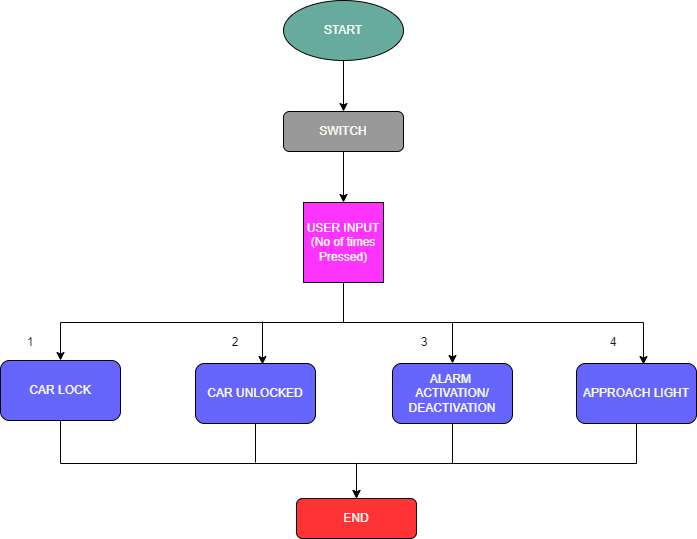 START
SWITCH
USER INPUT
(No of times
Pressed)
1
2
3
4
CAR LOCK
CAR UNLOCKED
ALARM
ACTIVATION/
DEACTIVATION
APPROACH LIGHT
END